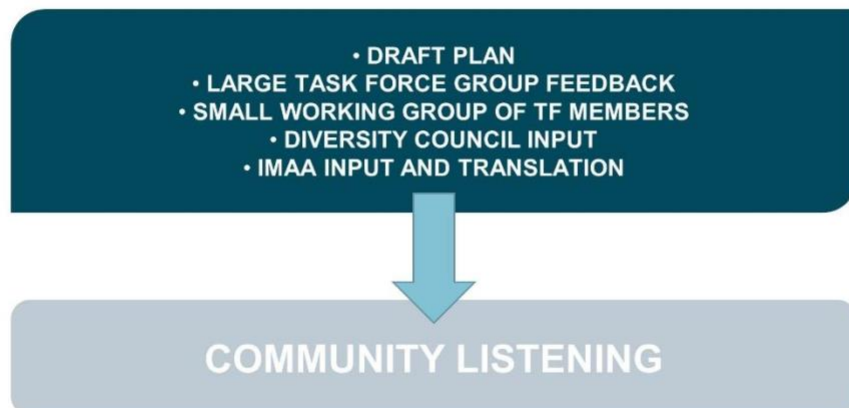 • DRAFT PLAN
• LARGE TASK FORCE GROUP FEEDBACK
• SMALL WORKING GROUP OF TF MEMBERS
• DIVERSITY COUNCIL INPUT
• IMAA INPUT AND TRANSLATION
COMMUNITY LISTENING